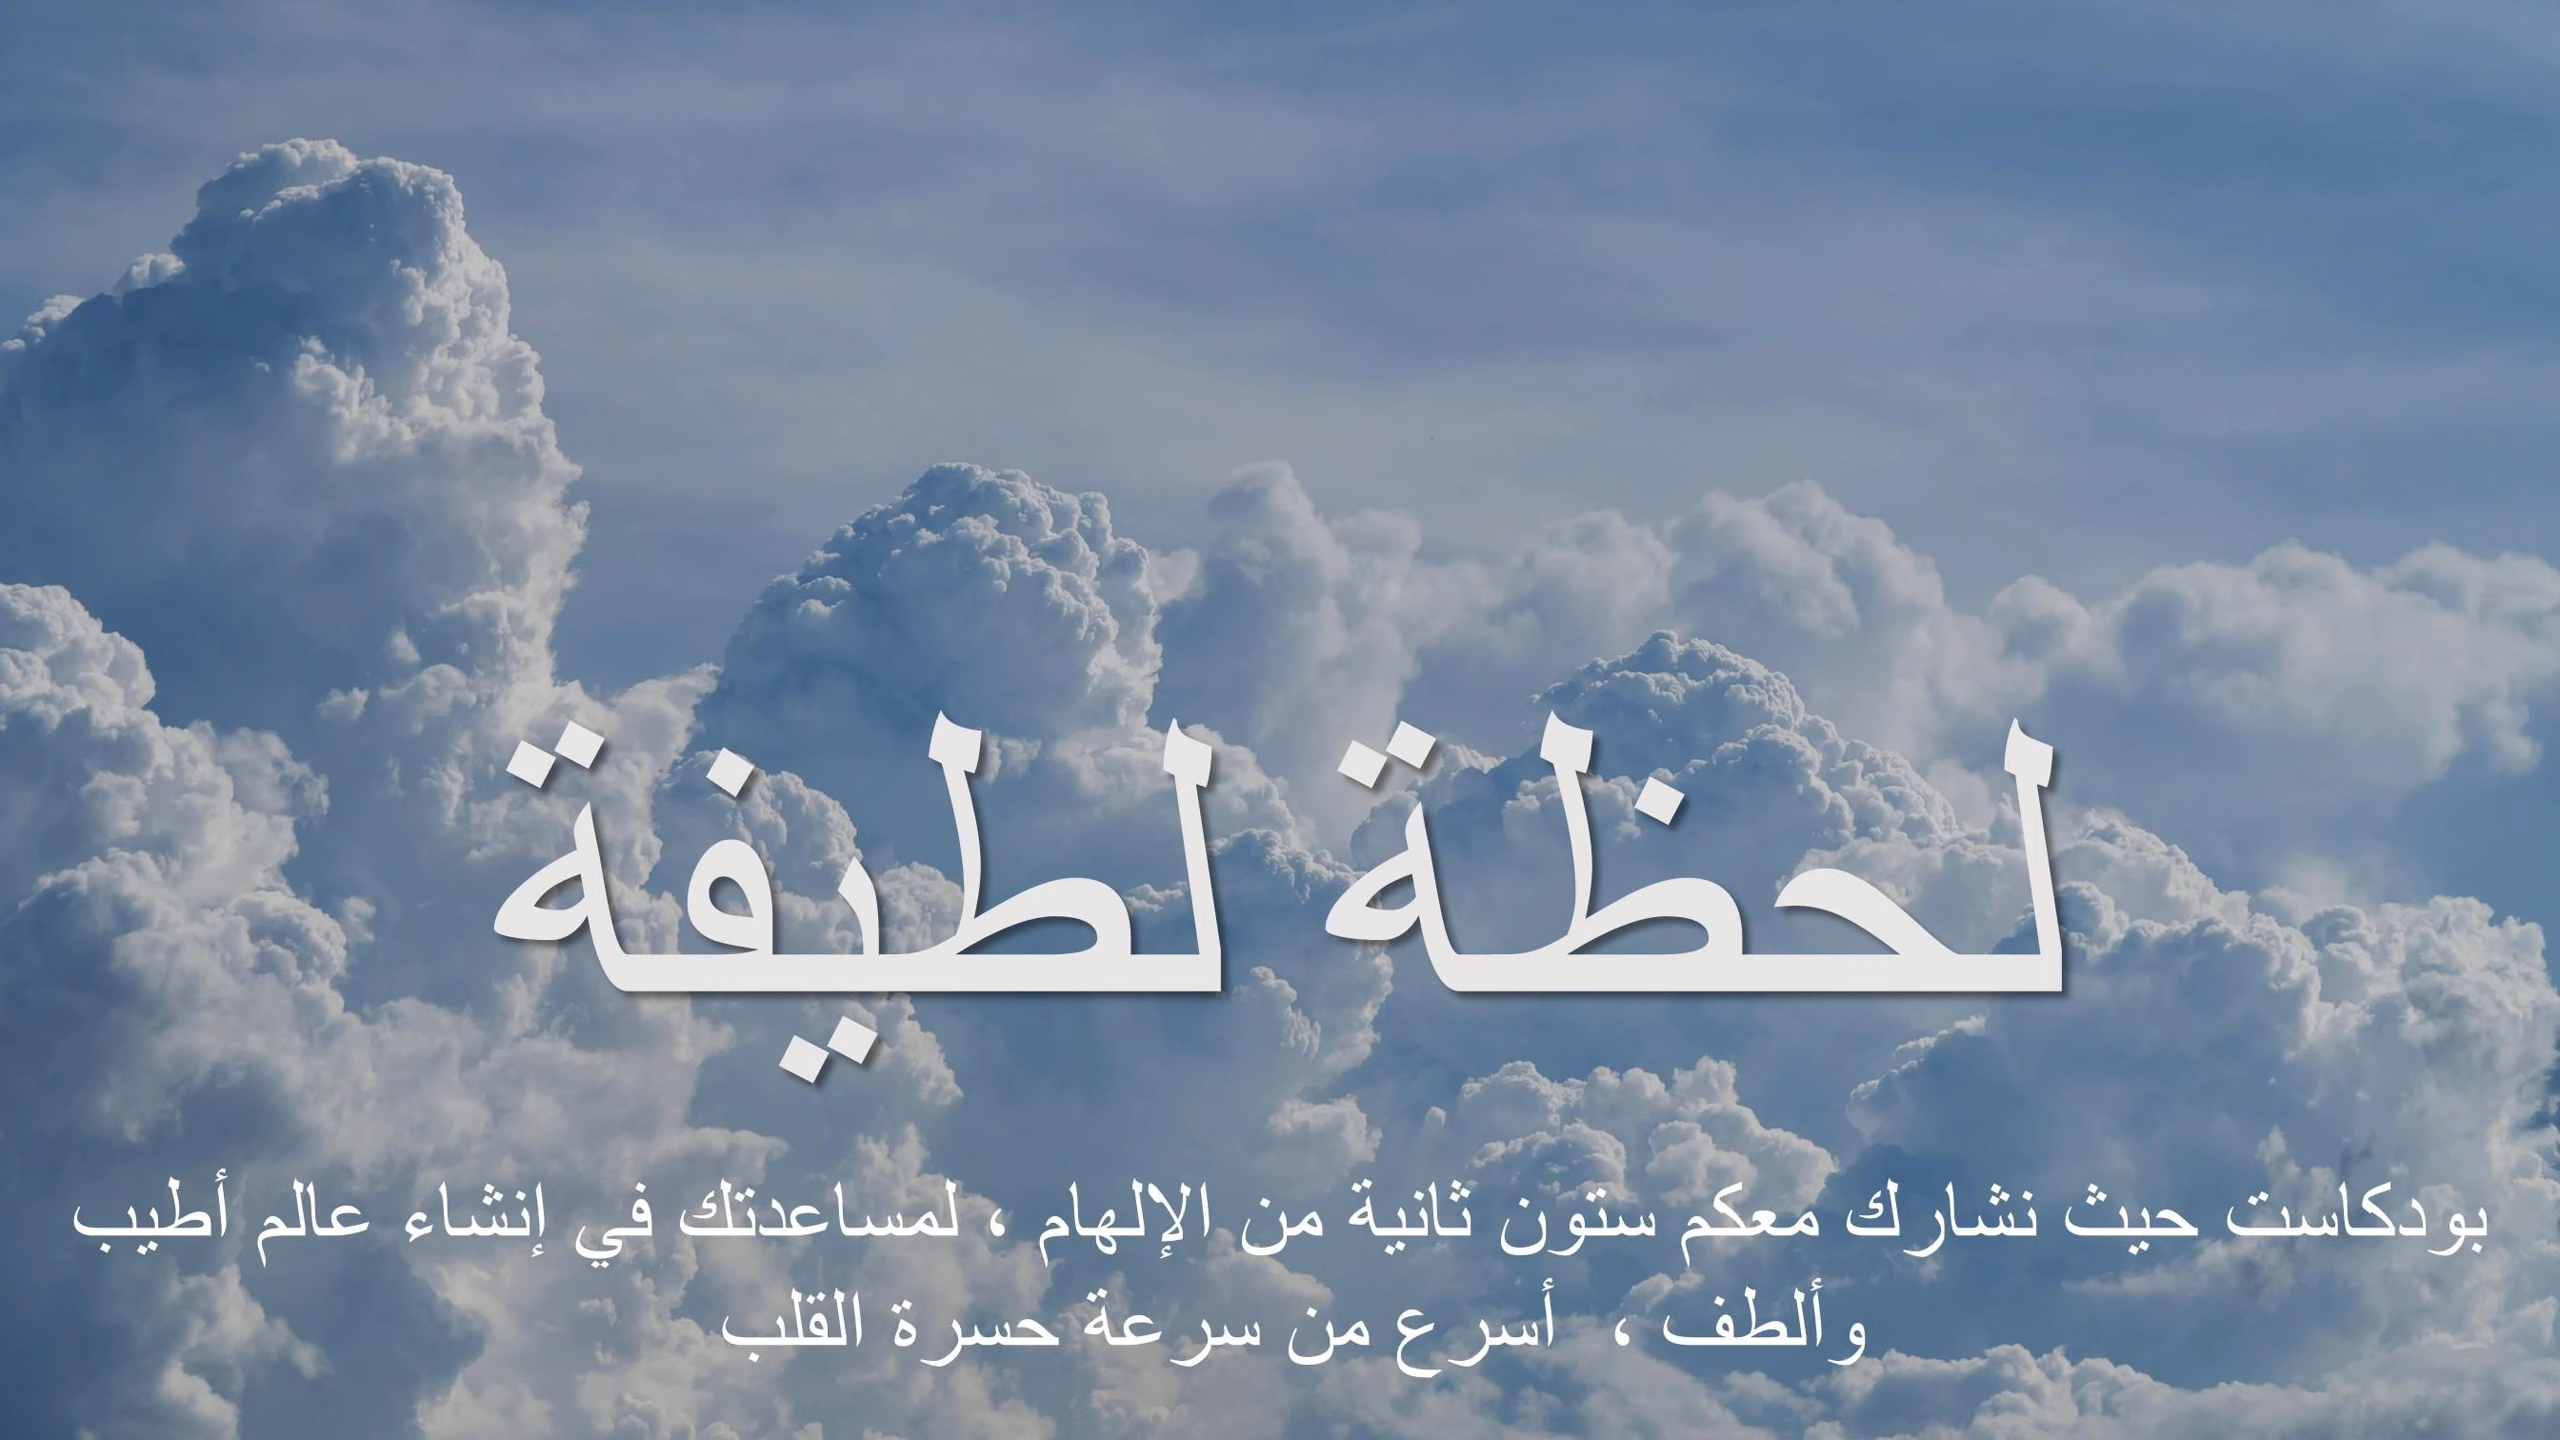 لحظة لطيفة
بودكاست حيث نشارك معكم ستون ثانية من الإلهام ، لمساعدتك في إنشاء عالم أطيب
وألطف ، أسرع من سرعة حسرة القلب